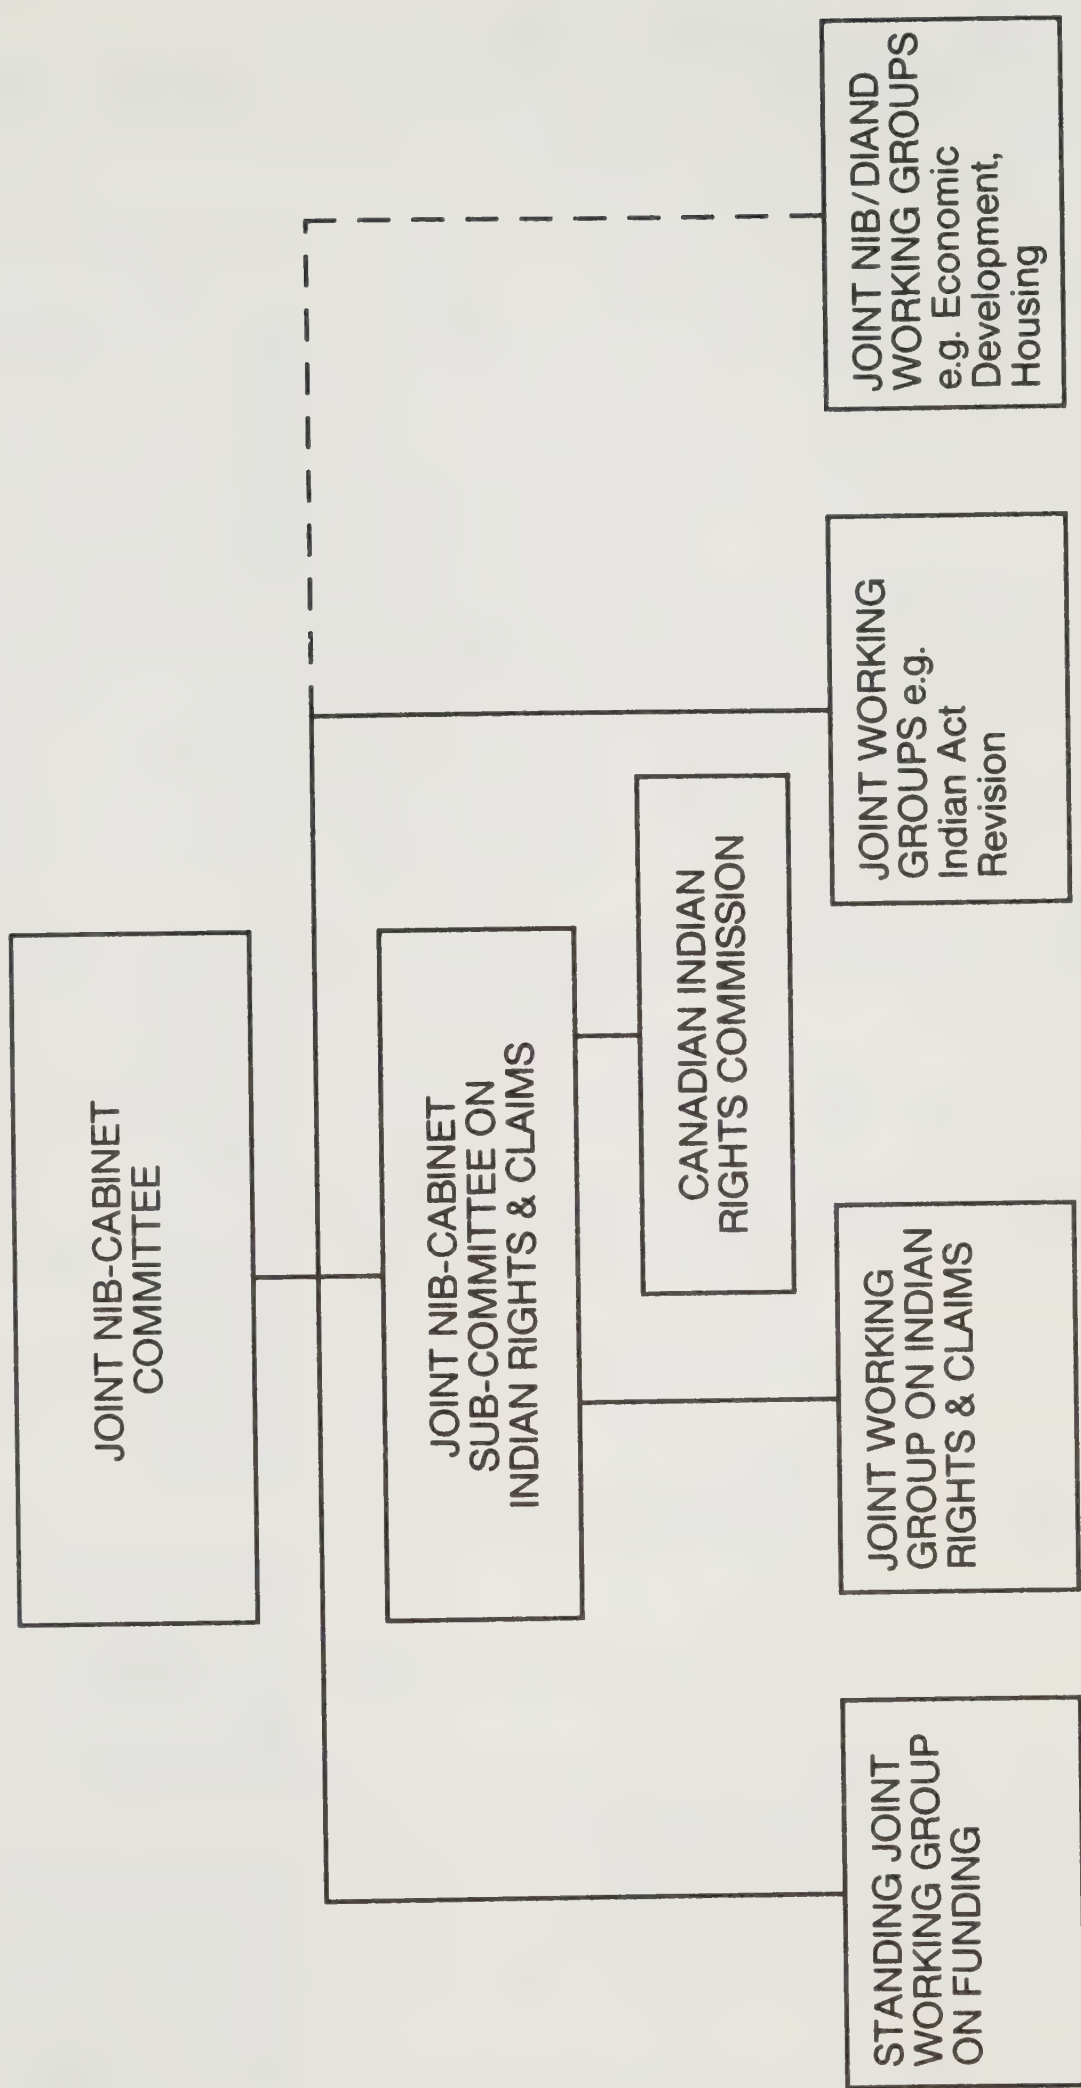 JOINT NIB-CABINET
COMMITTEE
JOINT NIB-CABINET
SUB-COMMITTEE ON
INDIAN RIGHTS & CLAIMS
CANADIAN INDIAN
RIGHTS COMMISSION
STANDING JOINT
WORKING GROUP
ON FUNDING
JOINT WORKING
GROUP ON INDIAN
RIGHTS & CLAIMS
JOINT WORKING
GROUPS e.g.
Indian Act
Revision
JOINT NIB/DIAND
WORKING GROUPS
e.g. Economic
Development,
Housing